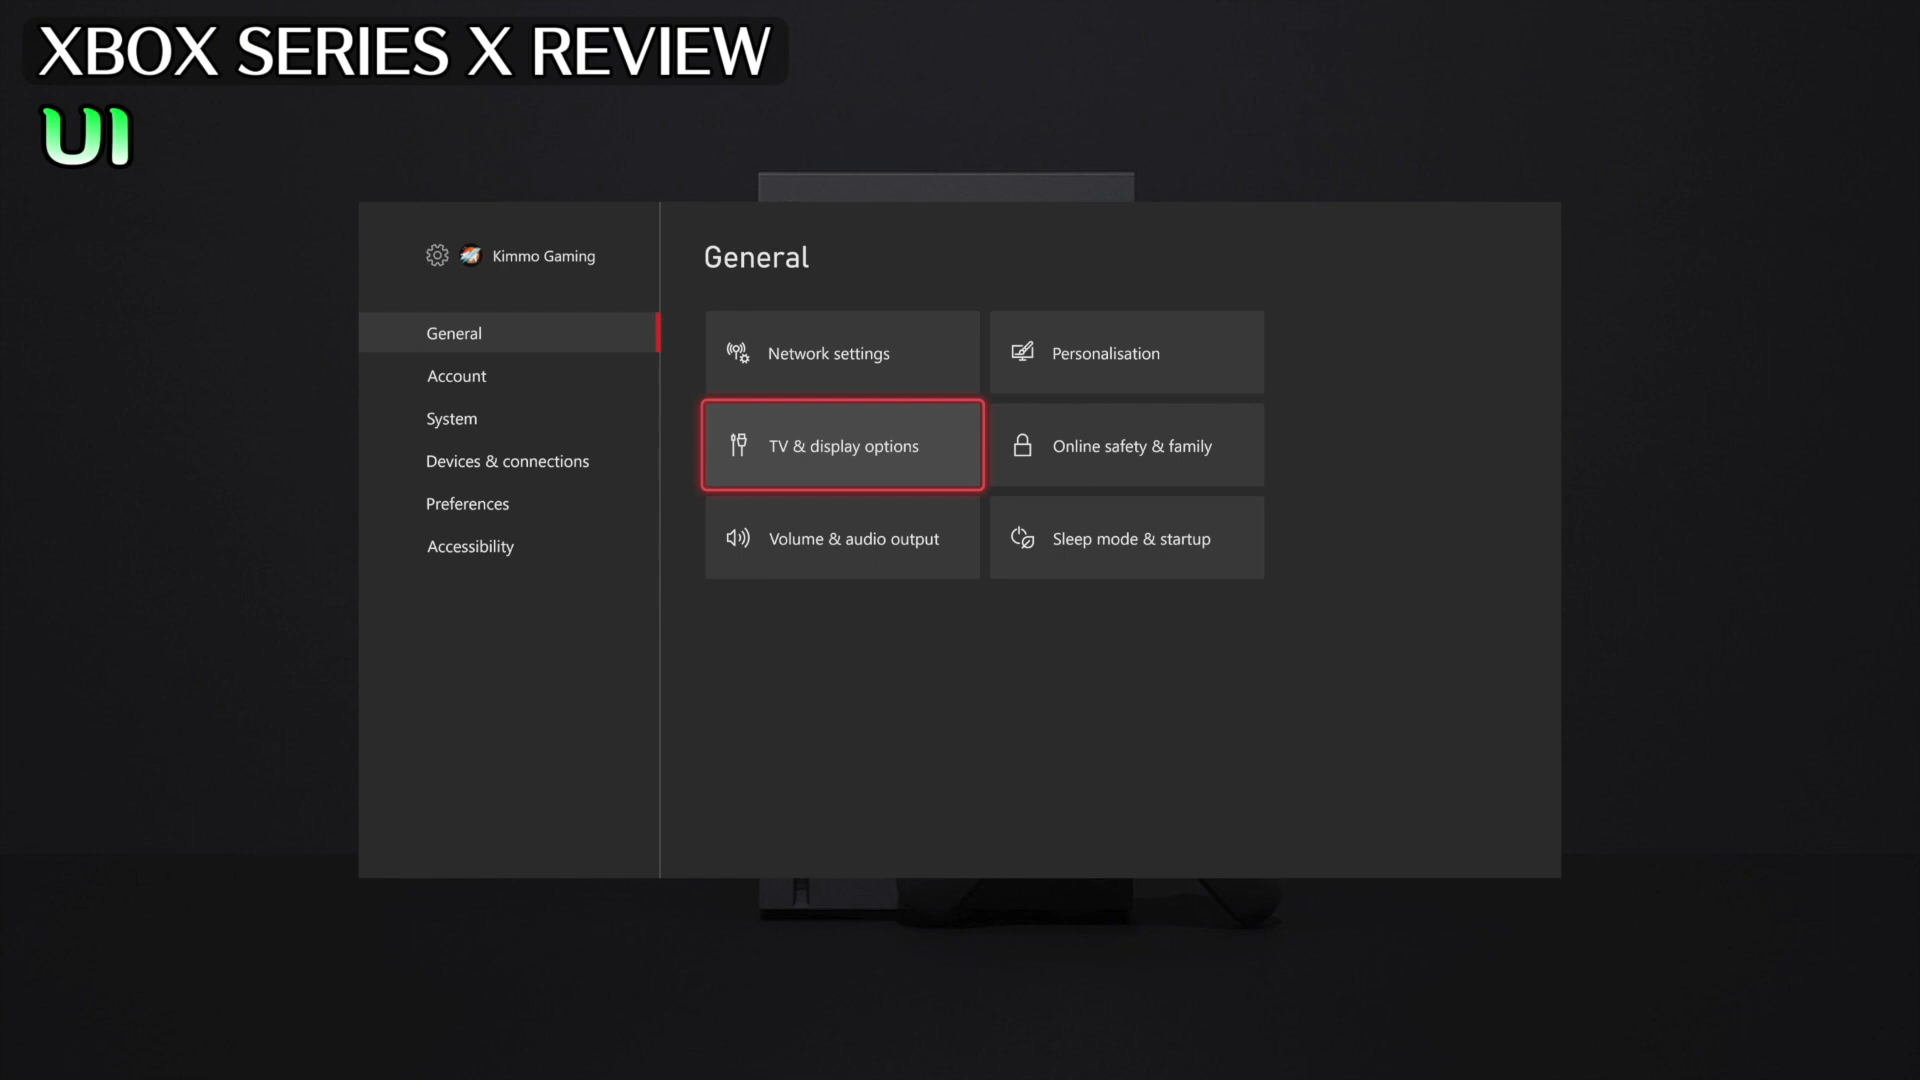 XBOX SERIES X REVIEW
UI
Kimmo Gaming
General
Account
System
Devices & connections
Preferences
Accessibility
General
Network settings
Personalisation
TV & display options
Online safety & family
Volume & audio output
Sleep mode & startup